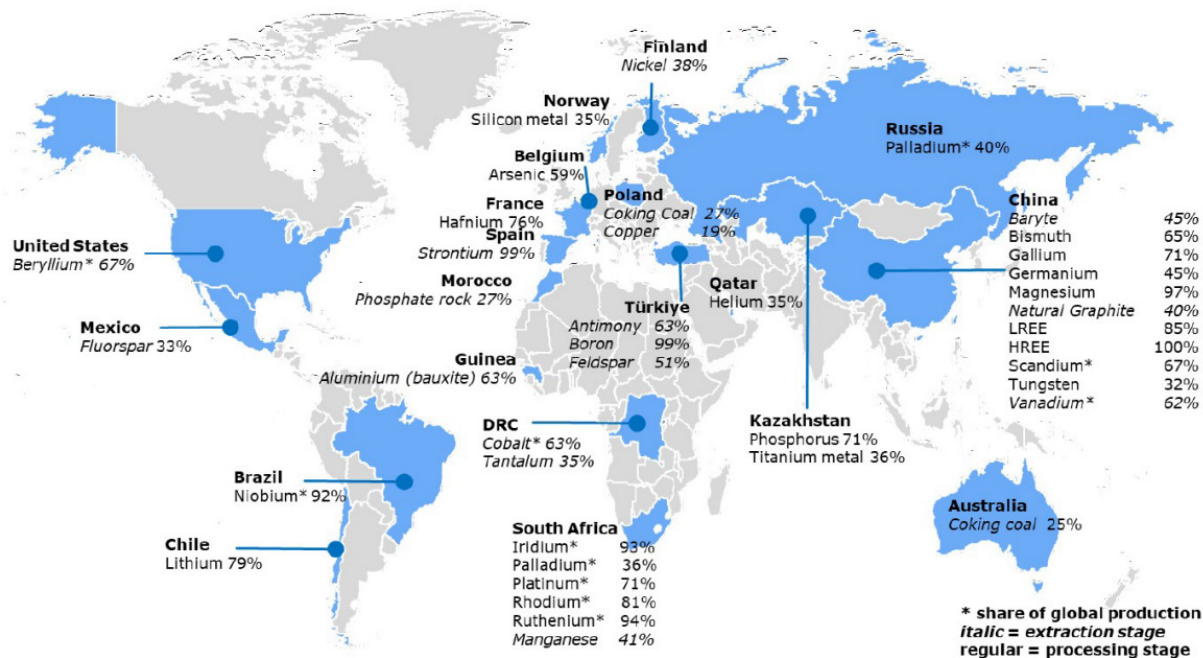 Finland
Nickel 38%
Norway
Silicon metal 35%
Belgium
Arsenic 59%
France
Hafnium 76%
Spain
Strontium 99%
Morocco
Phosphate rock 27%
Poland
Coking Coal 27%
Copper 19%
Russia
Palladium* 40%
United States
Beryllium* 67%
Mexico
Fluorspar 33%
Guinea
Aluminium (bauxite) 63%
Türkiye
Antimony 63%
Boron 99%
Feldspar 51%
Qatar
Helium 35%
China
Baryte 45%
Bismuth 65%
Gallium 71%
Germanium 45%
Magnesium 97%
Natural Graphite 40%
LREE 85%
HREE 100%
Scandium* 67%
Tungsten 32%
Vanadium* 62%
DRC
Cobalt* 63%
Tantalum 35%
Kazakhstan
Phosphorus 71%
Titanium metal 36%
Brazil
Niobium* 92%
Chile
Lithium 79%
South Africa
Iridium* 93%
Palladium* 36%
Platinum* 71%
Rhodium* 81%
Ruthenium* 94%
Manganese 41%
Australia
Coking coal 25%
* share of global production
italic = extraction stage
regular = processing stage